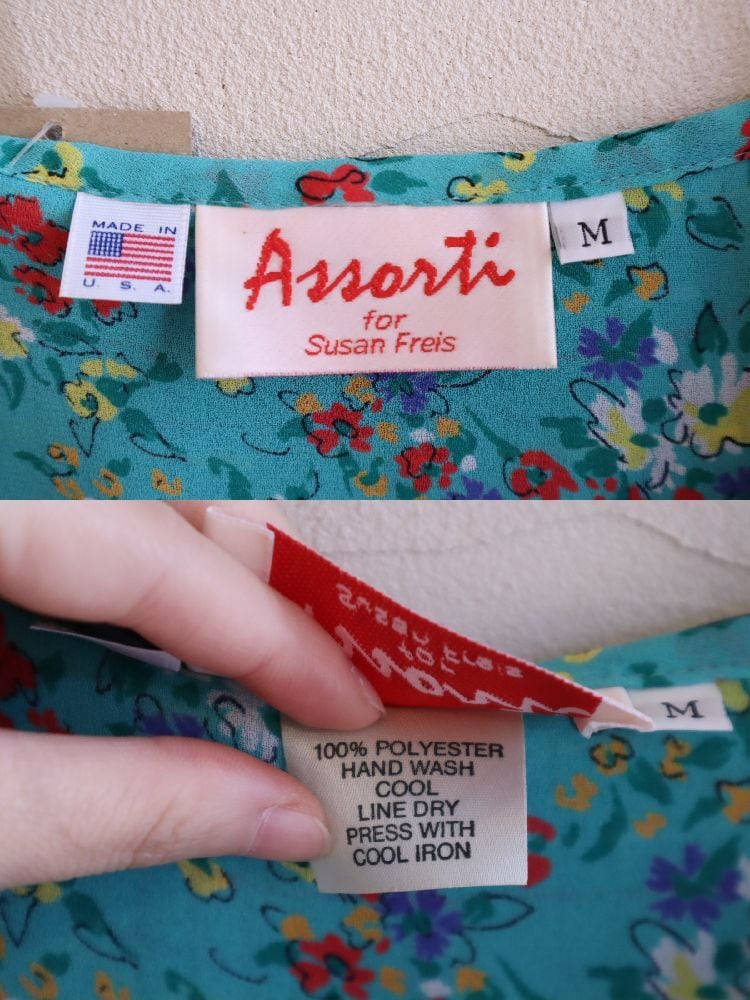 MADE IN
U. S. A.
Assorti
for
Susan Freis
M
M
100% POLYESTER
HAND WASH
COOL
LINE DRY
PRESS WITH
COOL IRON